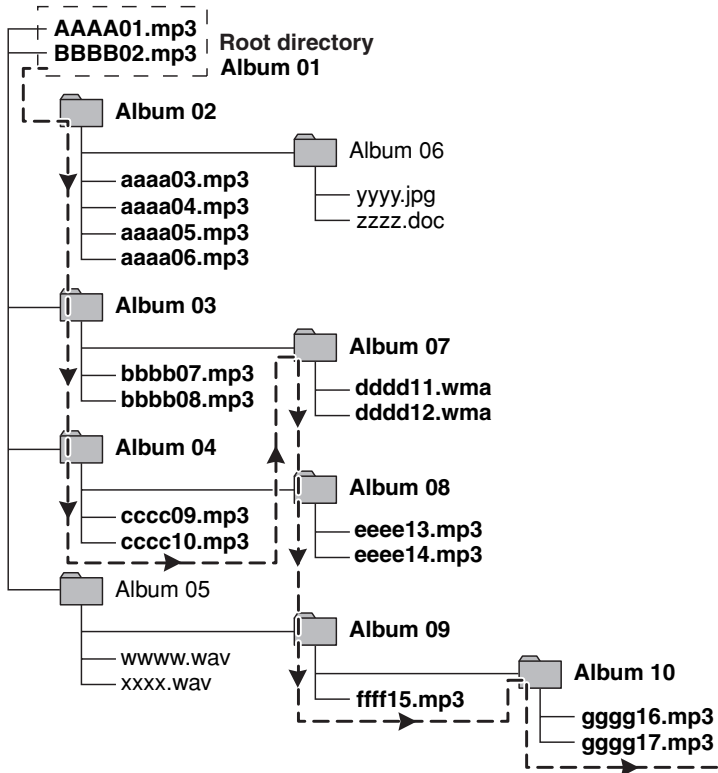 AAAA01.mp3
BBBB02.mp3
Root directory
Album 01
Album 02
Album 06
aaaa03.mp3
aaaa04.mp3
aaaa05.mp3
aaaa06.mp3
yyyy.jpg
zzzz.doc
Album 03
Album 07
bbbb07.mp3
bbbb08.mp3
dddd11.wma
dddd12.wma
Album 04
Album 08
cccc09.mp3
cccc10.mp3
eeee13.mp3
eeee14.mp3
Album 05
Album 09
wwww.wav
xxxx.wav
ffff15.mp3
Album 10
gggg16.mp3
gggg17.mp3